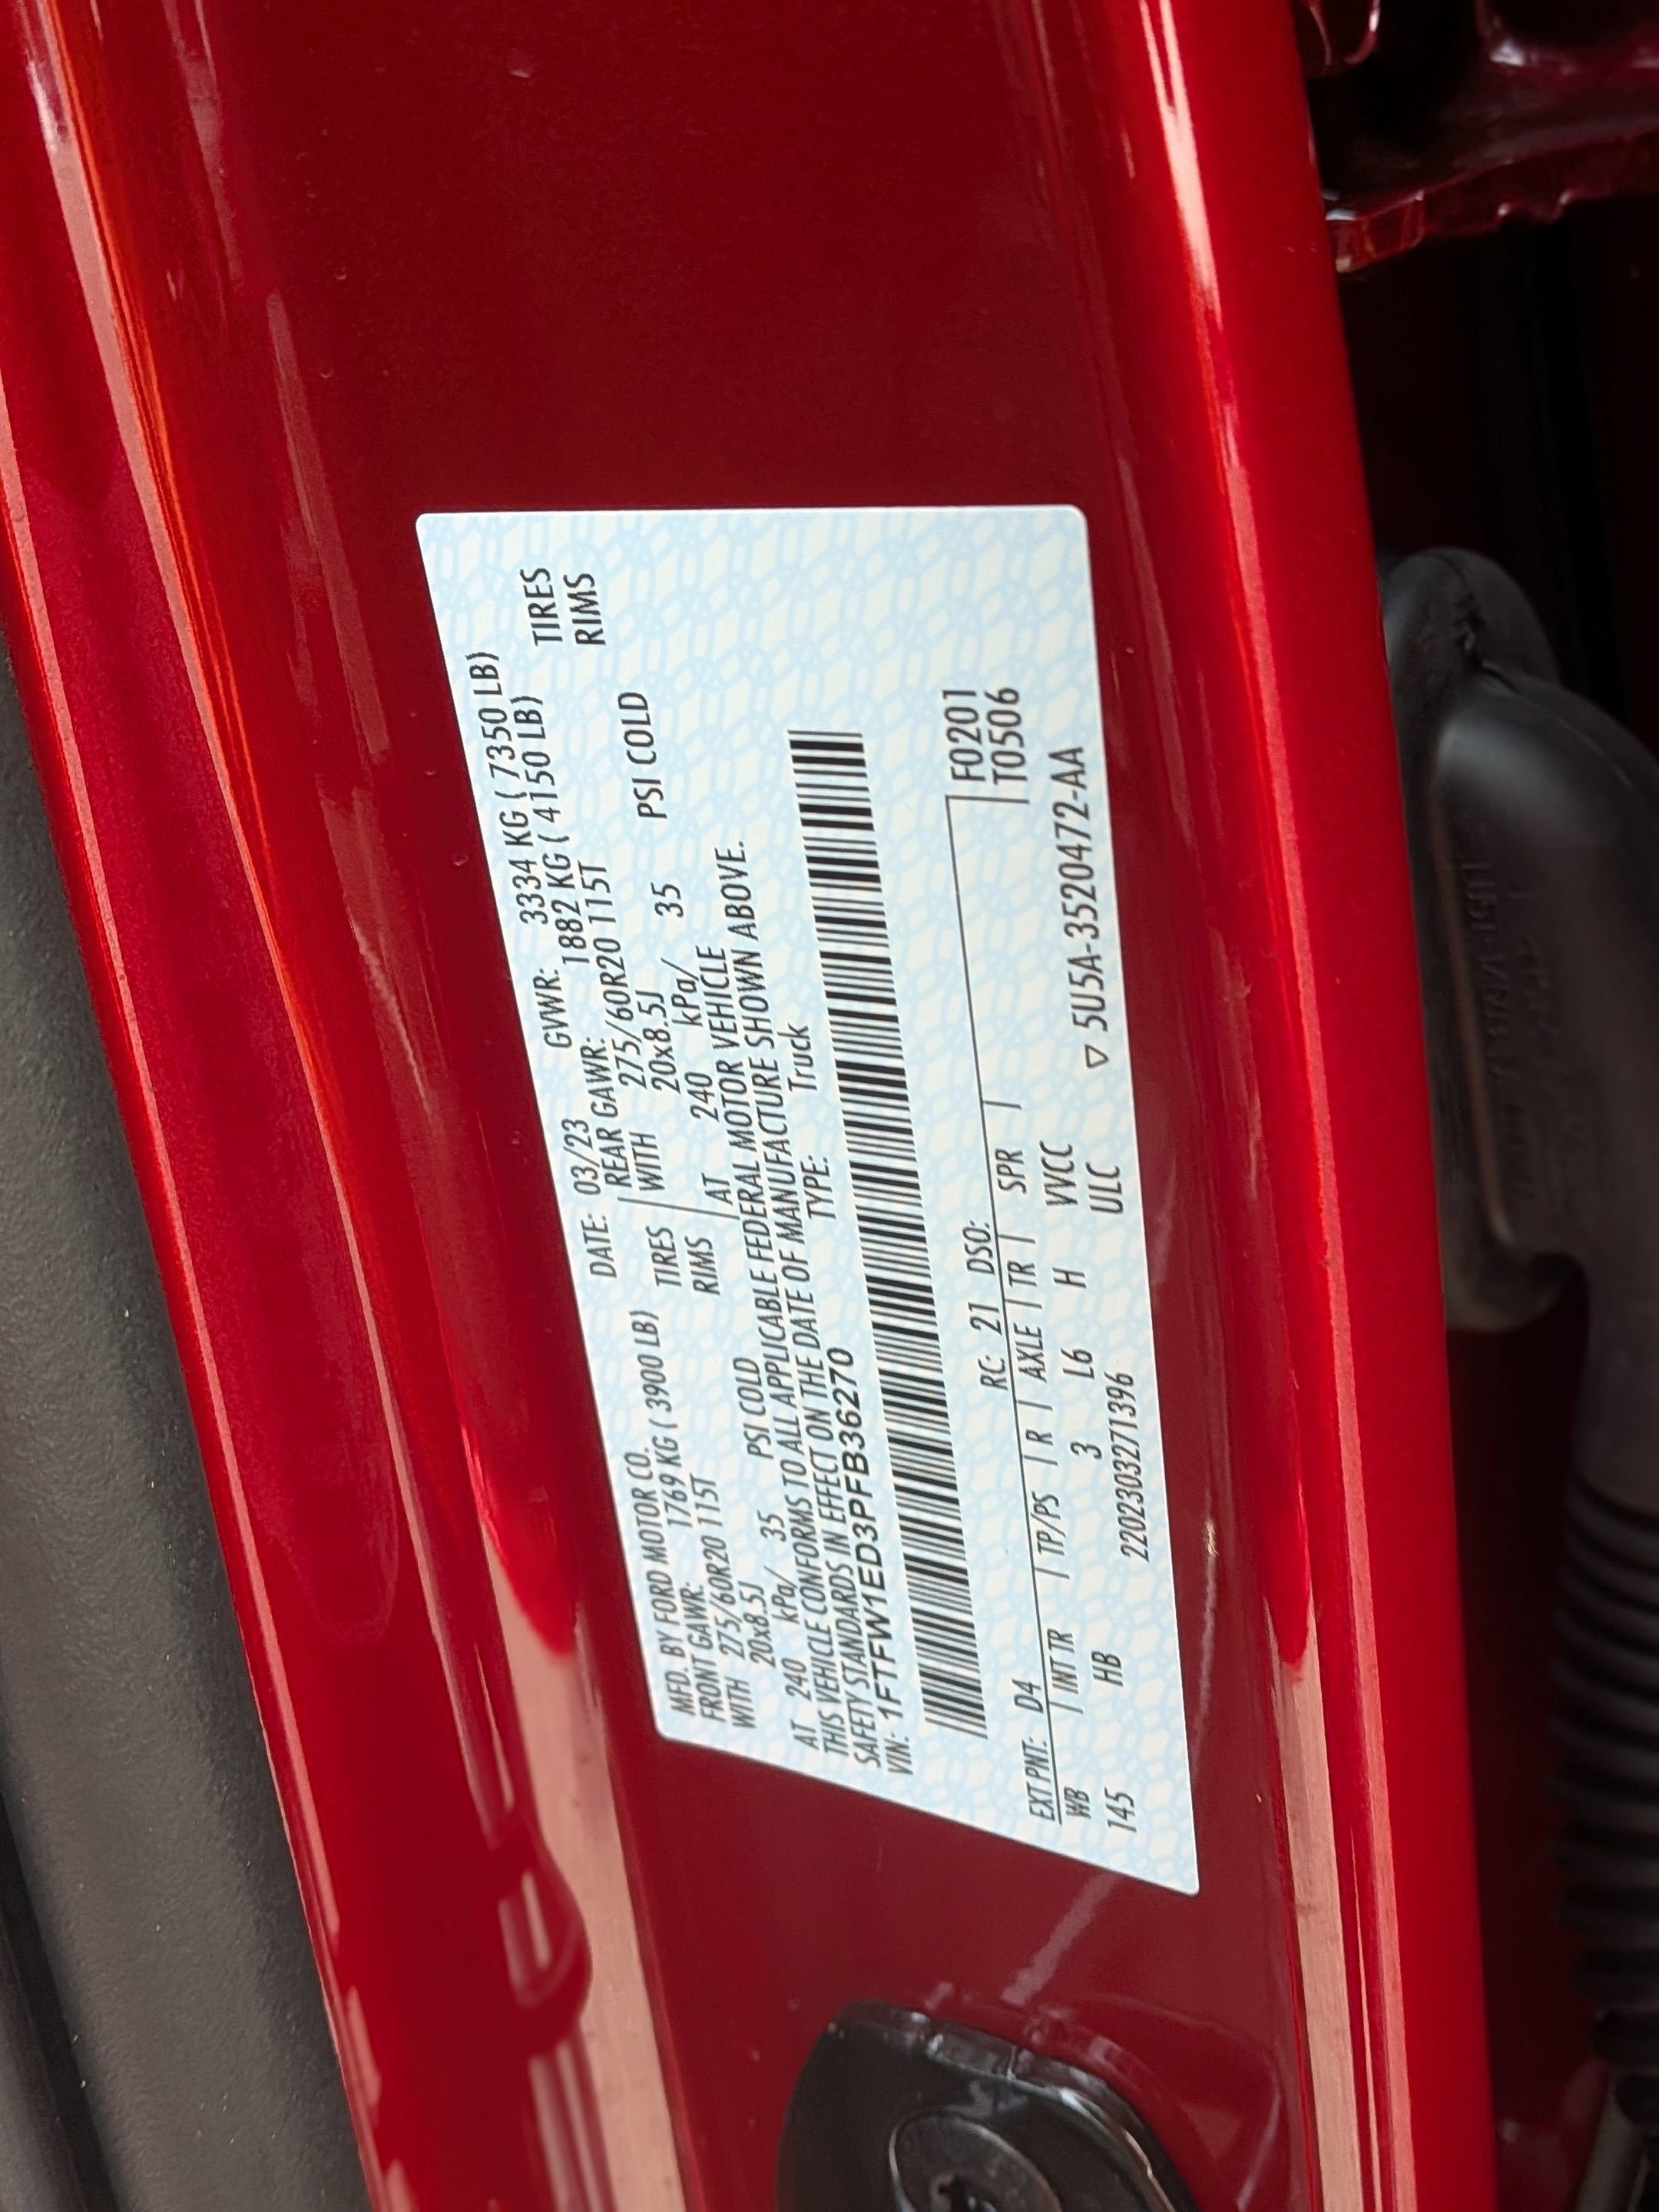 MFD. BY FORD MOTOR CO.
DATE: 03/23 GVWR: 3334 KG ( 7350 LB)
FRONT GAWR: 1769 KG ( 3900 LB) REAR GAWR: 1882 KG ( 4150 LB)
WITH 275/60R20 115T TIRES WITH 275/60R20 115T TIRES
20x8.5J RIMS 20x8.5J RIMS
AT 240 kPa/ 35 PSI COLD AT 240 kPa/ 35 PSI COLD
THIS VEHICLE CONFORMS TO ALL APPLICABLE FEDERAL MOTOR VEHICLE
SAFETY STANDARDS IN EFFECT ON THE DATE OF MANUFACTURE SHOWN ABOVE.
VIN: 1FTFW1ED3PFB36270 TYPE: Truck
F0201
T0506
EXT PNT: D4 RC: 21 DSO:
WB | INT TR | TP/PS | R | AXLE | TR | SPR |
145 HB 3 L6 H VVCC
ULC
2202303271396 ▽ 5U5A-3520472-AA